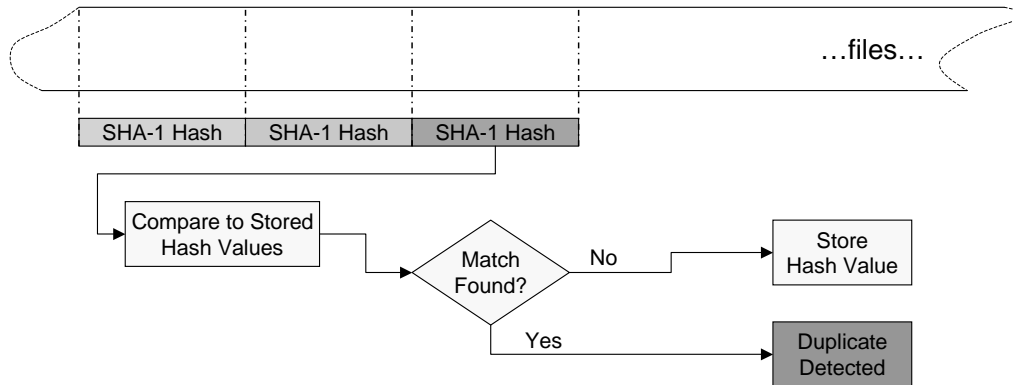 …files…
SHA-1 Hash
SHA-1 Hash
SHA-1 Hash
Compare to Stored
Hash Values
Match
Found?
No
Store
Hash Value
Yes
Duplicate
Detected